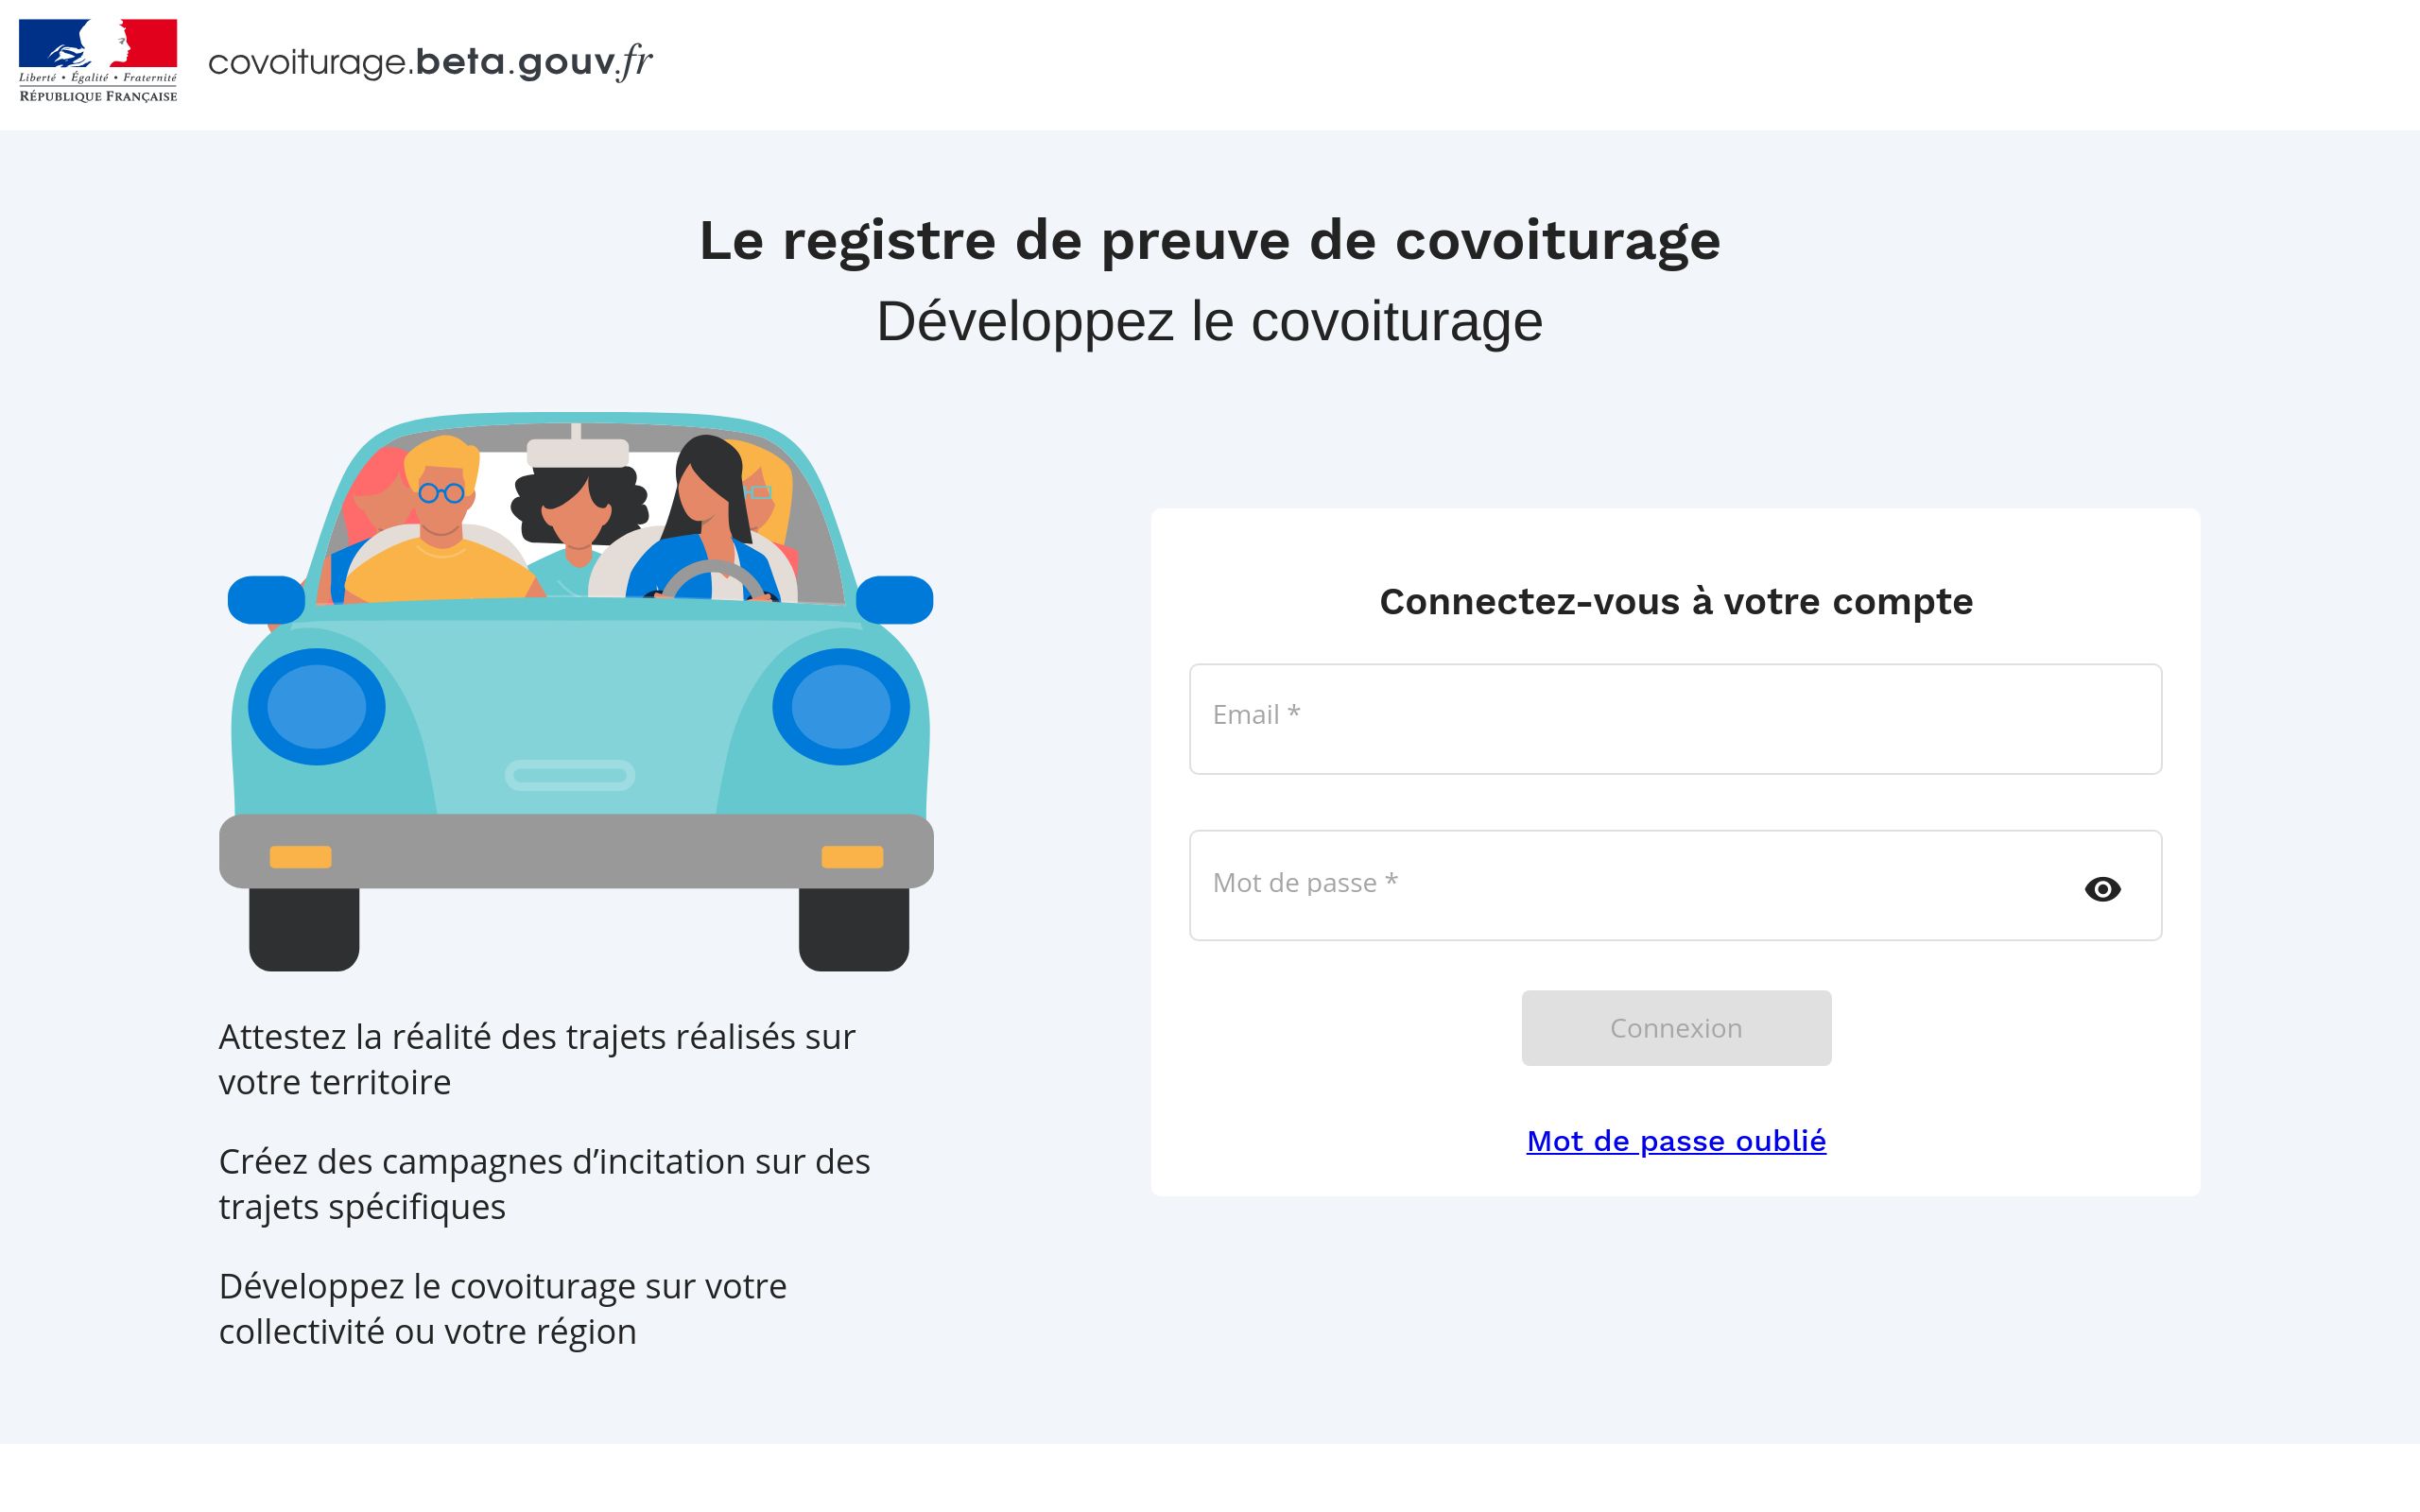 Liberté • Égalité • Fraternité
RÉPUBLIQUE FRANÇAISE
covoiturage.beta.gouv.fr
Le registre de preuve de covoiturage
Développez le covoiturage
Attestez la réalité des trajets réalisés sur
votre territoire
Créez des campagnes d’incitation sur des
trajets spécifiques
Développez le covoiturage sur votre
collectivité ou votre région
Connectez-vous à votre compte
Email *
Mot de passe *
Connexion
Mot de passe oublié